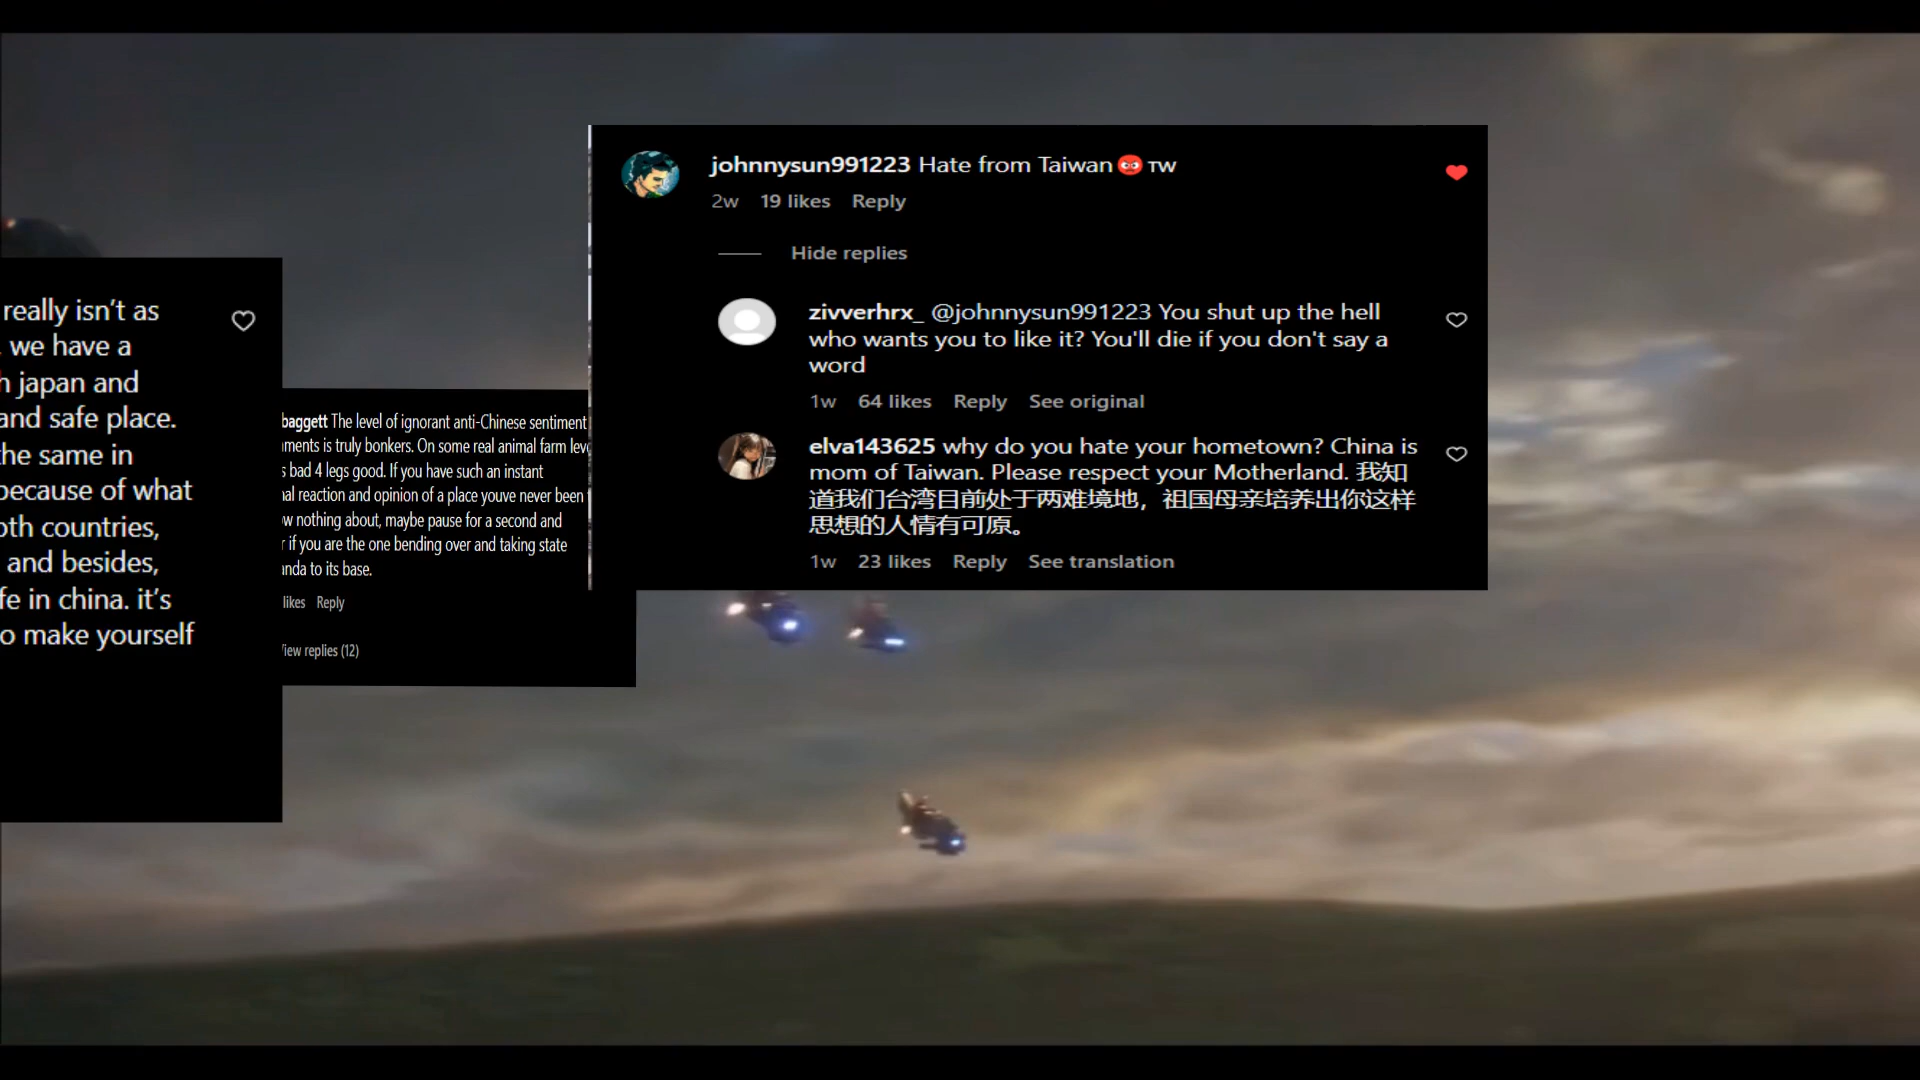 really isn’t as
we have a
japan and
and safe place.
the same in
because of what
both countries,
and besides,
in china. it’s
make yourself
baggett The level of ignorant anti-Chinese sentiment
is truly bonkers. On some real animal farm
bad 4 legs good. If you have such an instant
reaction and opinion of a place youve never been
nothing about, maybe pause for a second and
if you are the one bending over and taking state
to its base.
likes Reply
View replies (12)
johnnysun991223 Hate from Taiwan😡 TW
2w 19 likes Reply
Hide replies
zivverhrx_ @johnnysun991223 You shut up the hell
who wants you to like it? You'll die if you don't say a
word
1w 64 likes Reply See original
elva143625 why do you hate your hometown? China is
mom of Taiwan. Please respect your Motherland. 我知
道我们台湾目前处于两难境地，祖国母亲培养出你这样
思想的人情有可原。
1w 23 likes Reply See translation